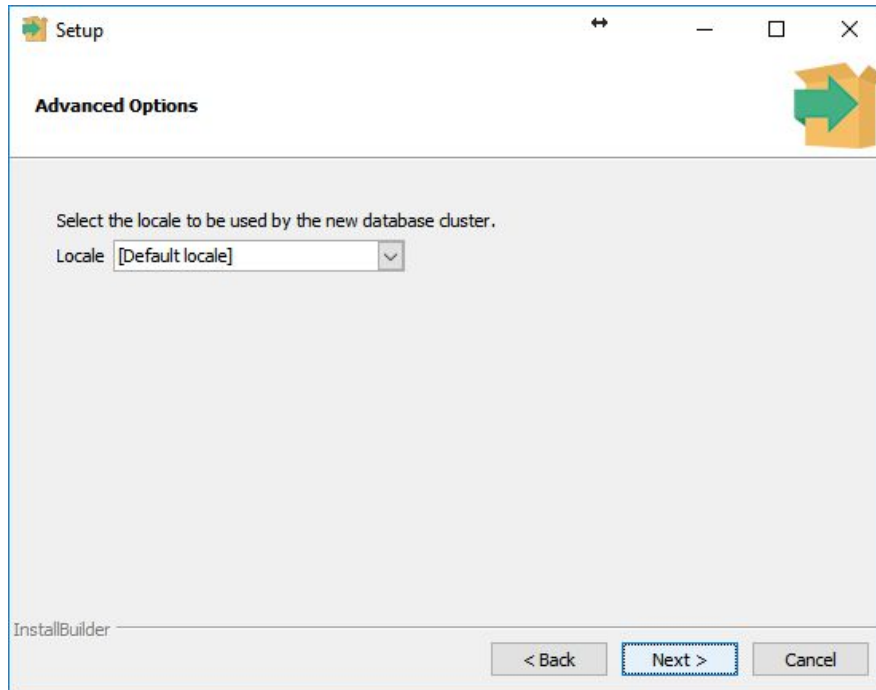 Setup
Advanced Options
Select the locale to be used by the new database cluster.
Locale [Default locale]
InstallBuilder
< Back Next > Cancel